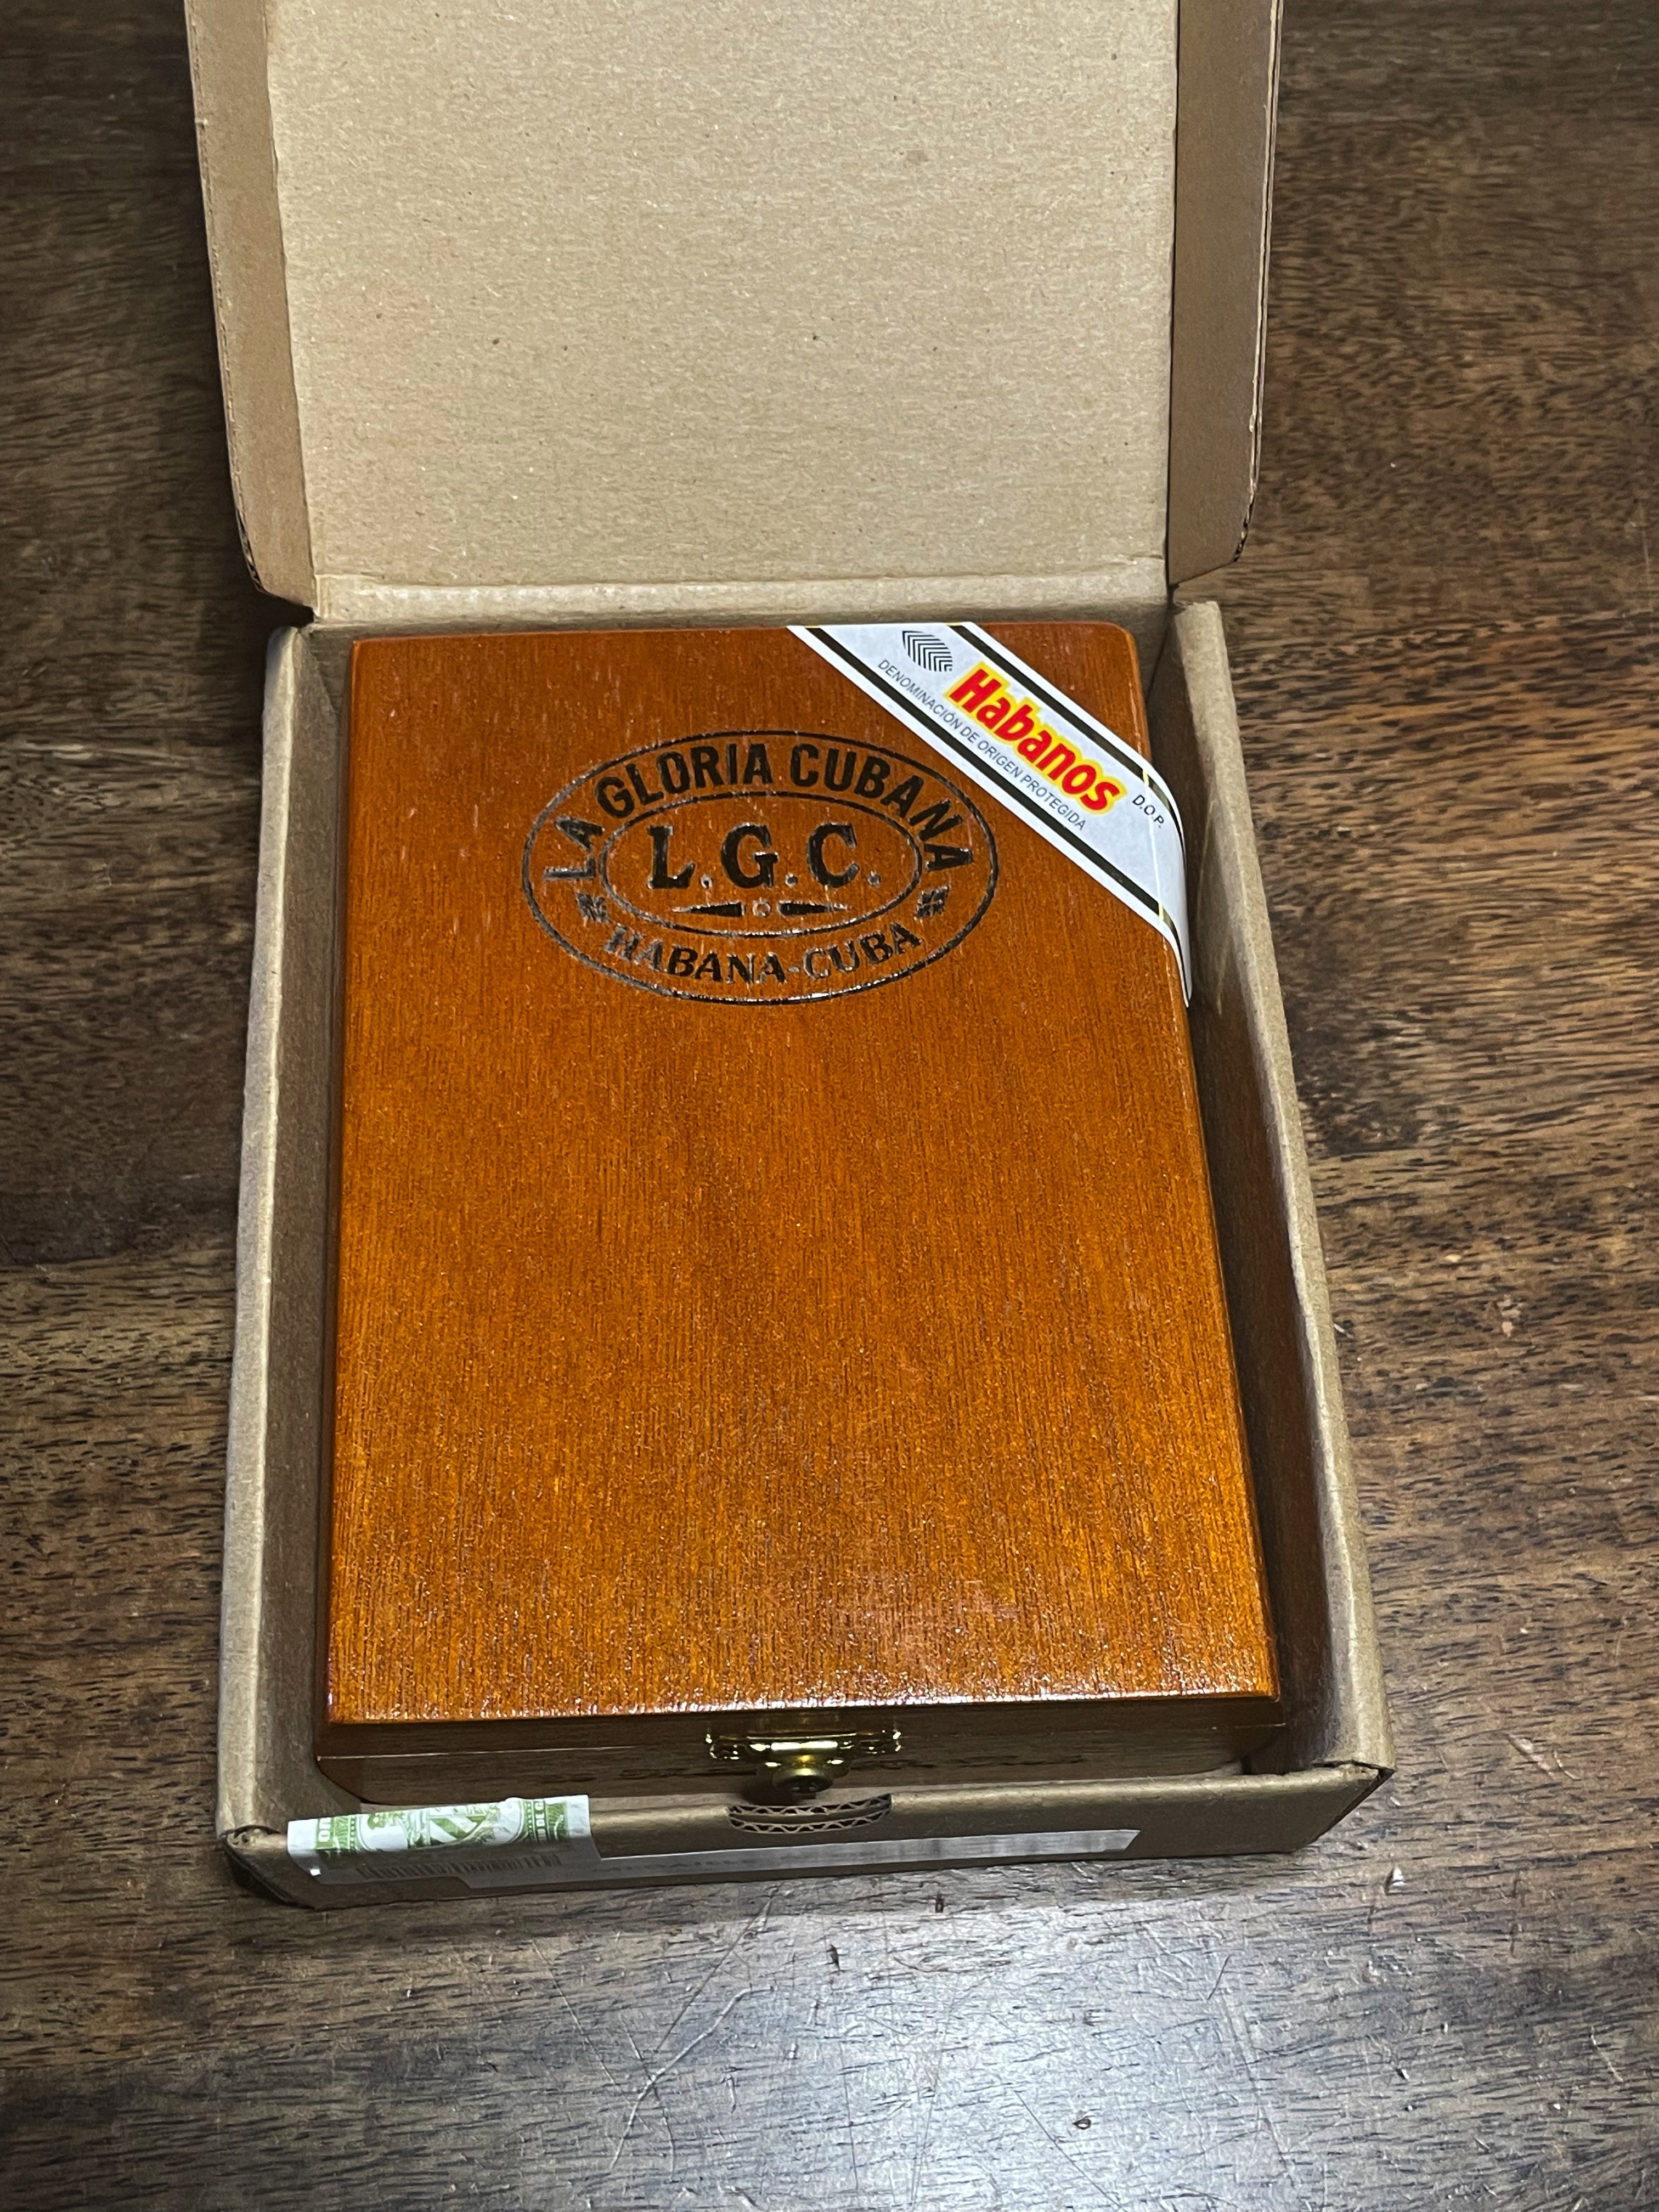 Habanos
D.O.P.
DENOMINACIÓN DE ORIGEN PROTEGIDA
LA GLORIA CUBANA
L.G.C.
HABANA-CUBA